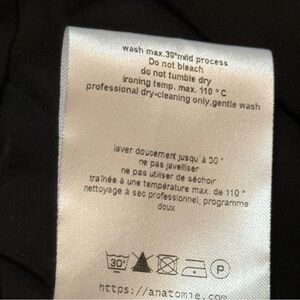 wash max.30°mild process
Do not bleach
do not tumble dry
ironing temp. max. 110 °C
professional dry-cleaning only,gentle wash
laver doucement jusqu'à 30 °
ne pas javelliser
ne pas utiliser de séchoir
traînée à une température max. de 110 °
nettoyage à sec professionnel, programme
doux
30°
P
https://anatomie.com